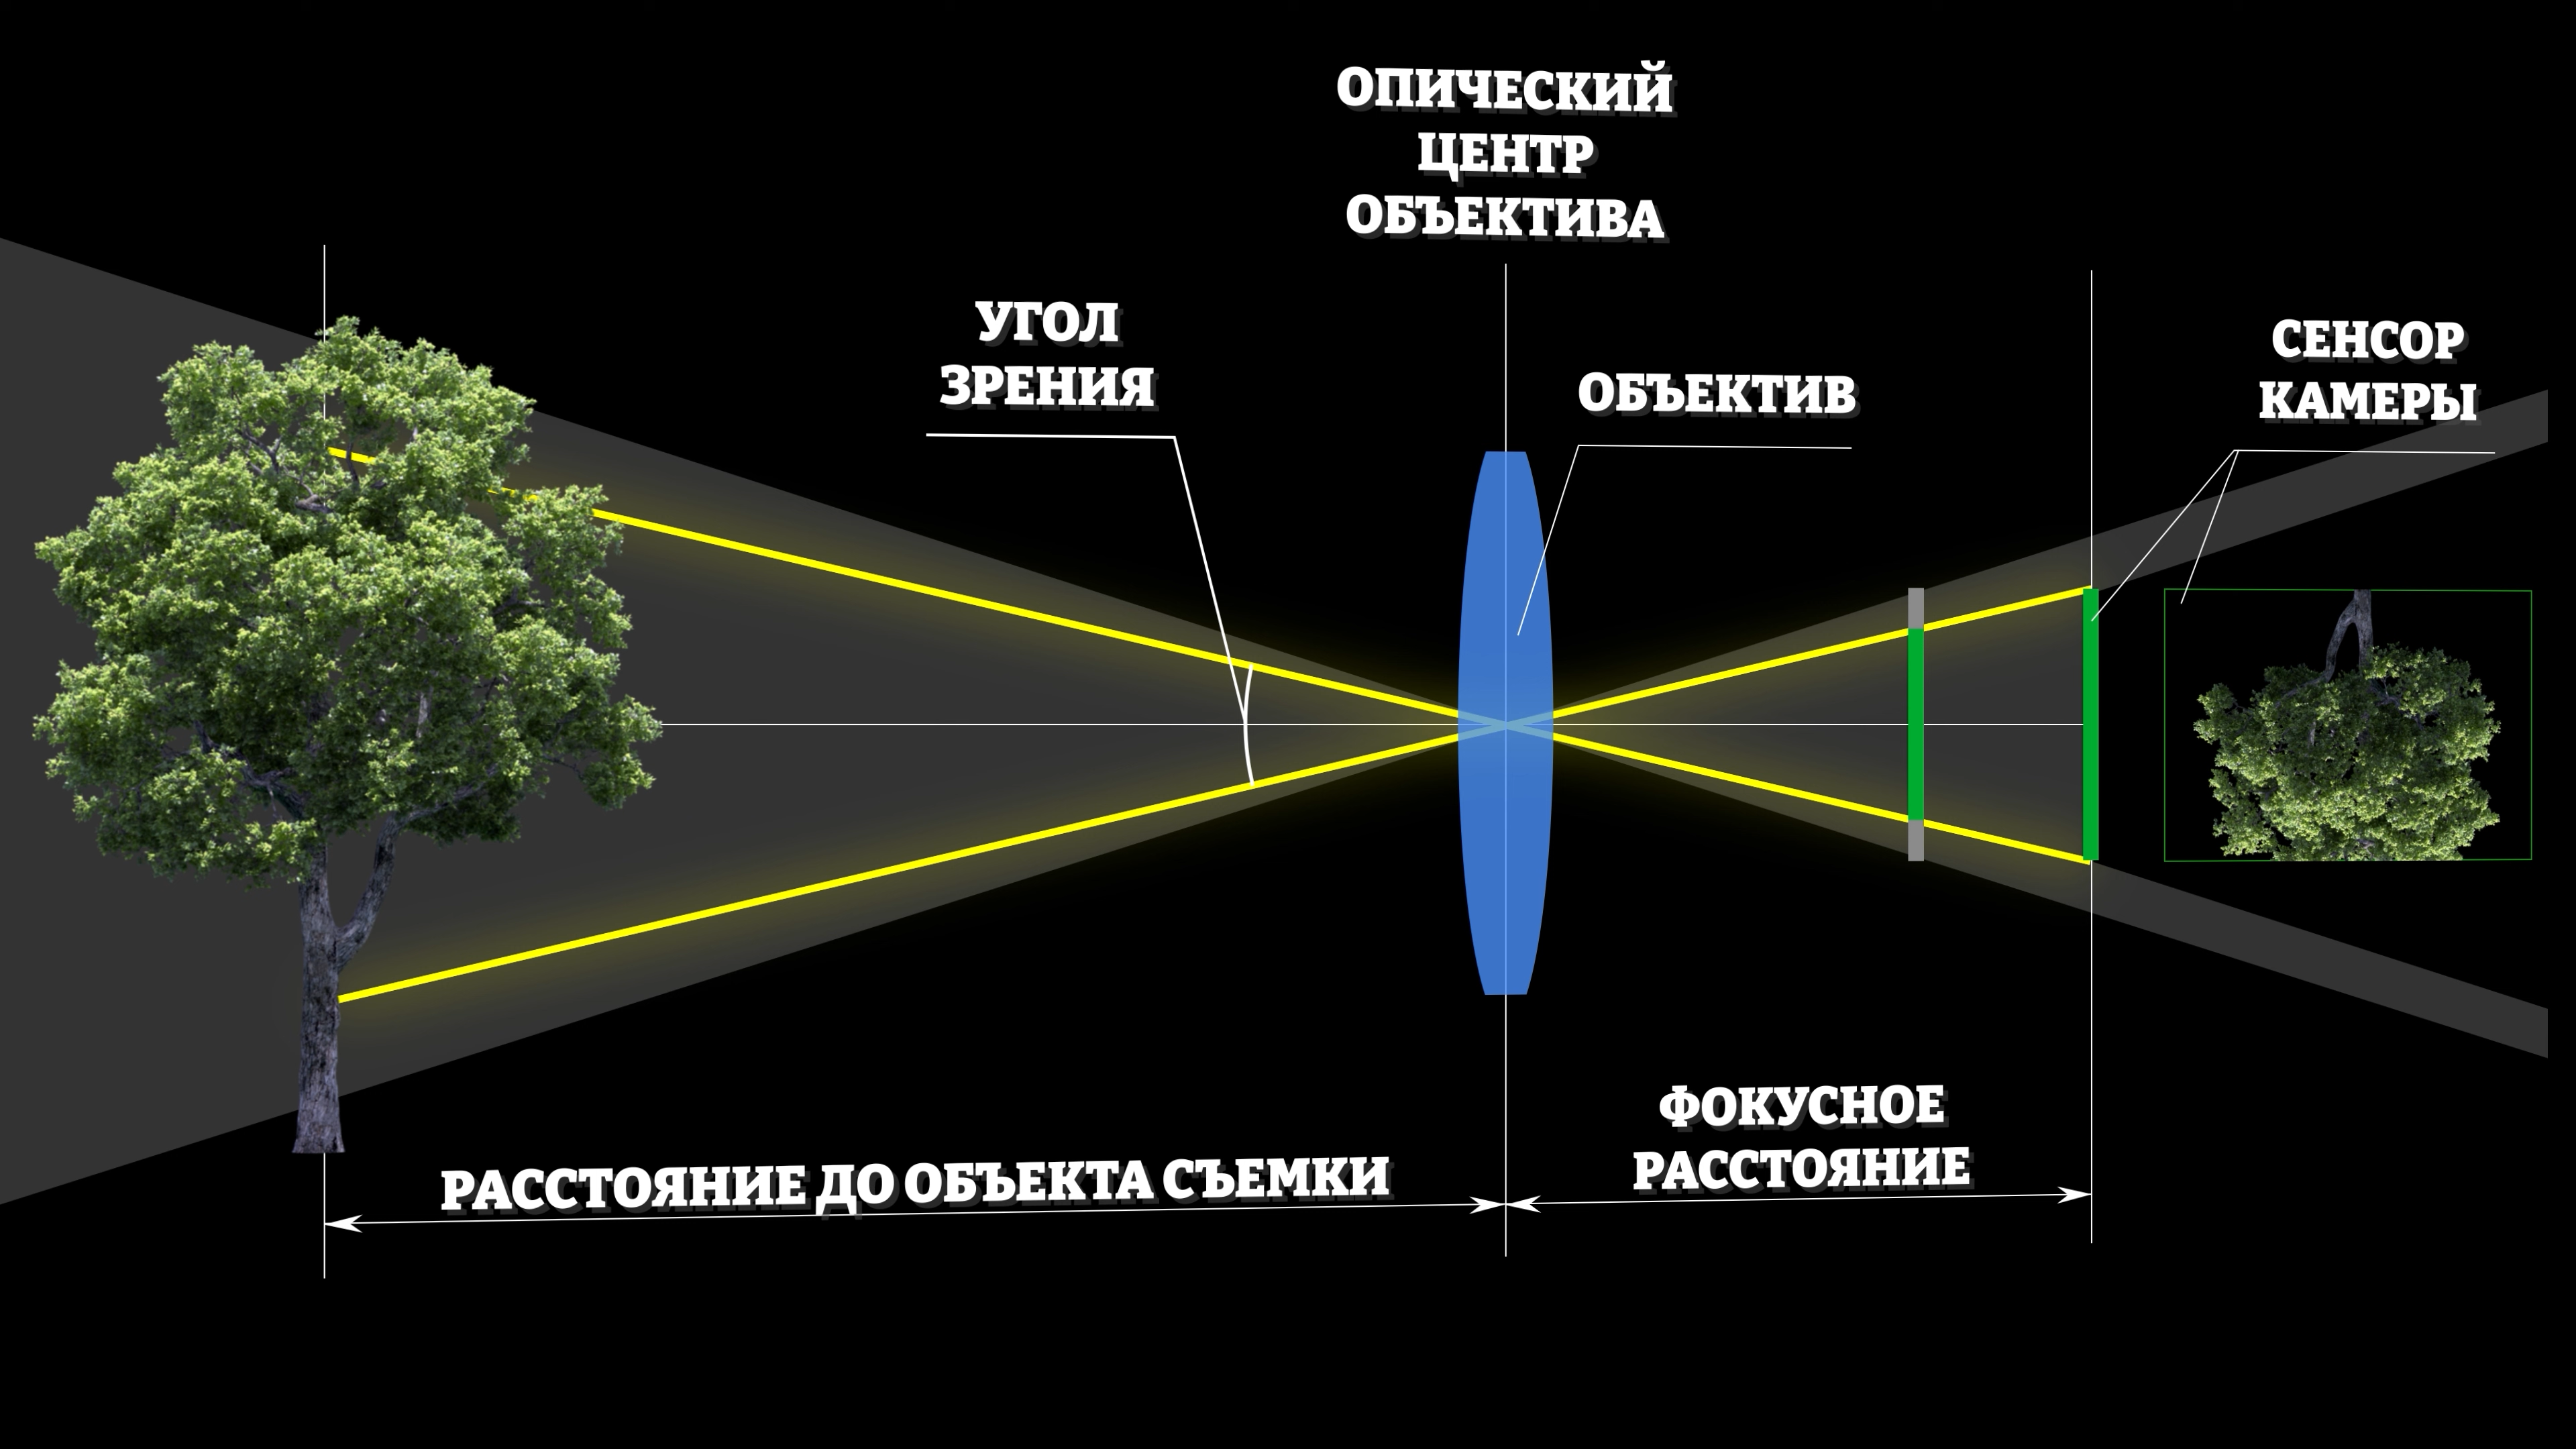 ОПИЧЕСКИЙ
ЦЕНТР
ОБЪЕКТИВА
УГОЛ
ЗРЕНИЯ
ОБЪЕКТИВ
СЕНСОР
КАМЕРЫ
РАССТОЯНИЕ ДО ОБЪЕКТА СЪЕМКИ
ФОКУСНОЕ
РАССТОЯНИЕ